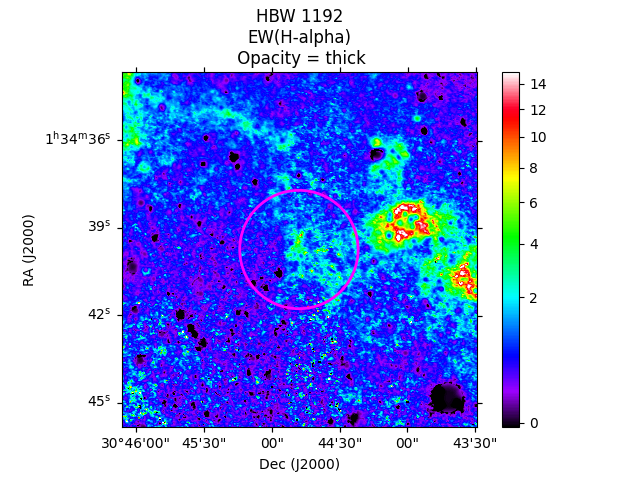 HBW 1192
EW(H-alpha)
Opacity = thick
14
12
10
8
6
4
2
0
1ʰ34ᵐ36ˢ
39ˢ
42ˢ
45ˢ
RA (J2000)
30°46'00" 45'30" 00" 44'30" 00" 43'30"
Dec (J2000)